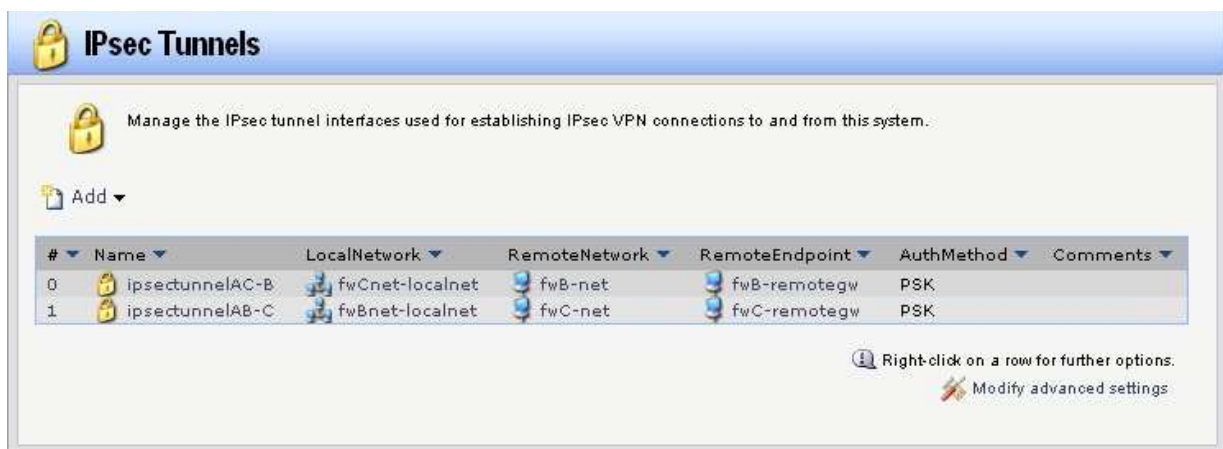 IPsec Tunnels
Manage the IPsec tunnel interfaces used for establishing IPsec VPN connections to and from this system.
Add
# Name LocalNetwork RemoteNetwork RemoteEndpoint AuthMethod Comments
0 ipsectunnelAC-B fwCnet-localnet fwB-net fwB-remotegw PSK
1 ipsectunnelAB-C fwBnet-localnet fwC-net fwC-remotegw PSK
Right-click on a row for further options.
Modify advanced settings